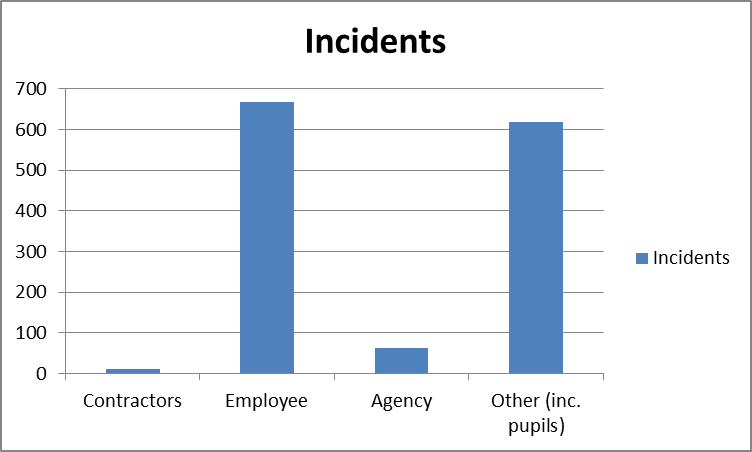 Incidents
700
600
500
400
300
200
100
0
Contractors
Employee
Agency
Other (inc.
pupils)
Incidents